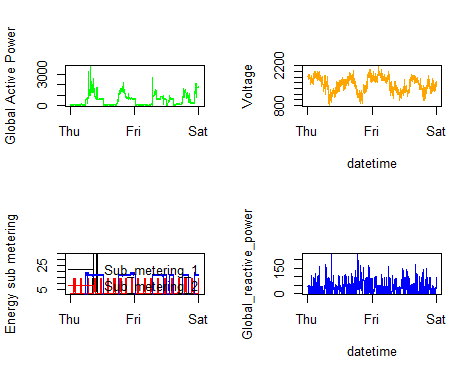 Global Active Power
3000
0
Thu Fri Sat
Voltage
2200
800
Thu Fri Sat
datetime
Energy sub metering
25
5
Sub_metering_1
Sub_metering_2
Thu Fri Sat
Global_reactive_power
150
0
Thu Fri Sat
datetime